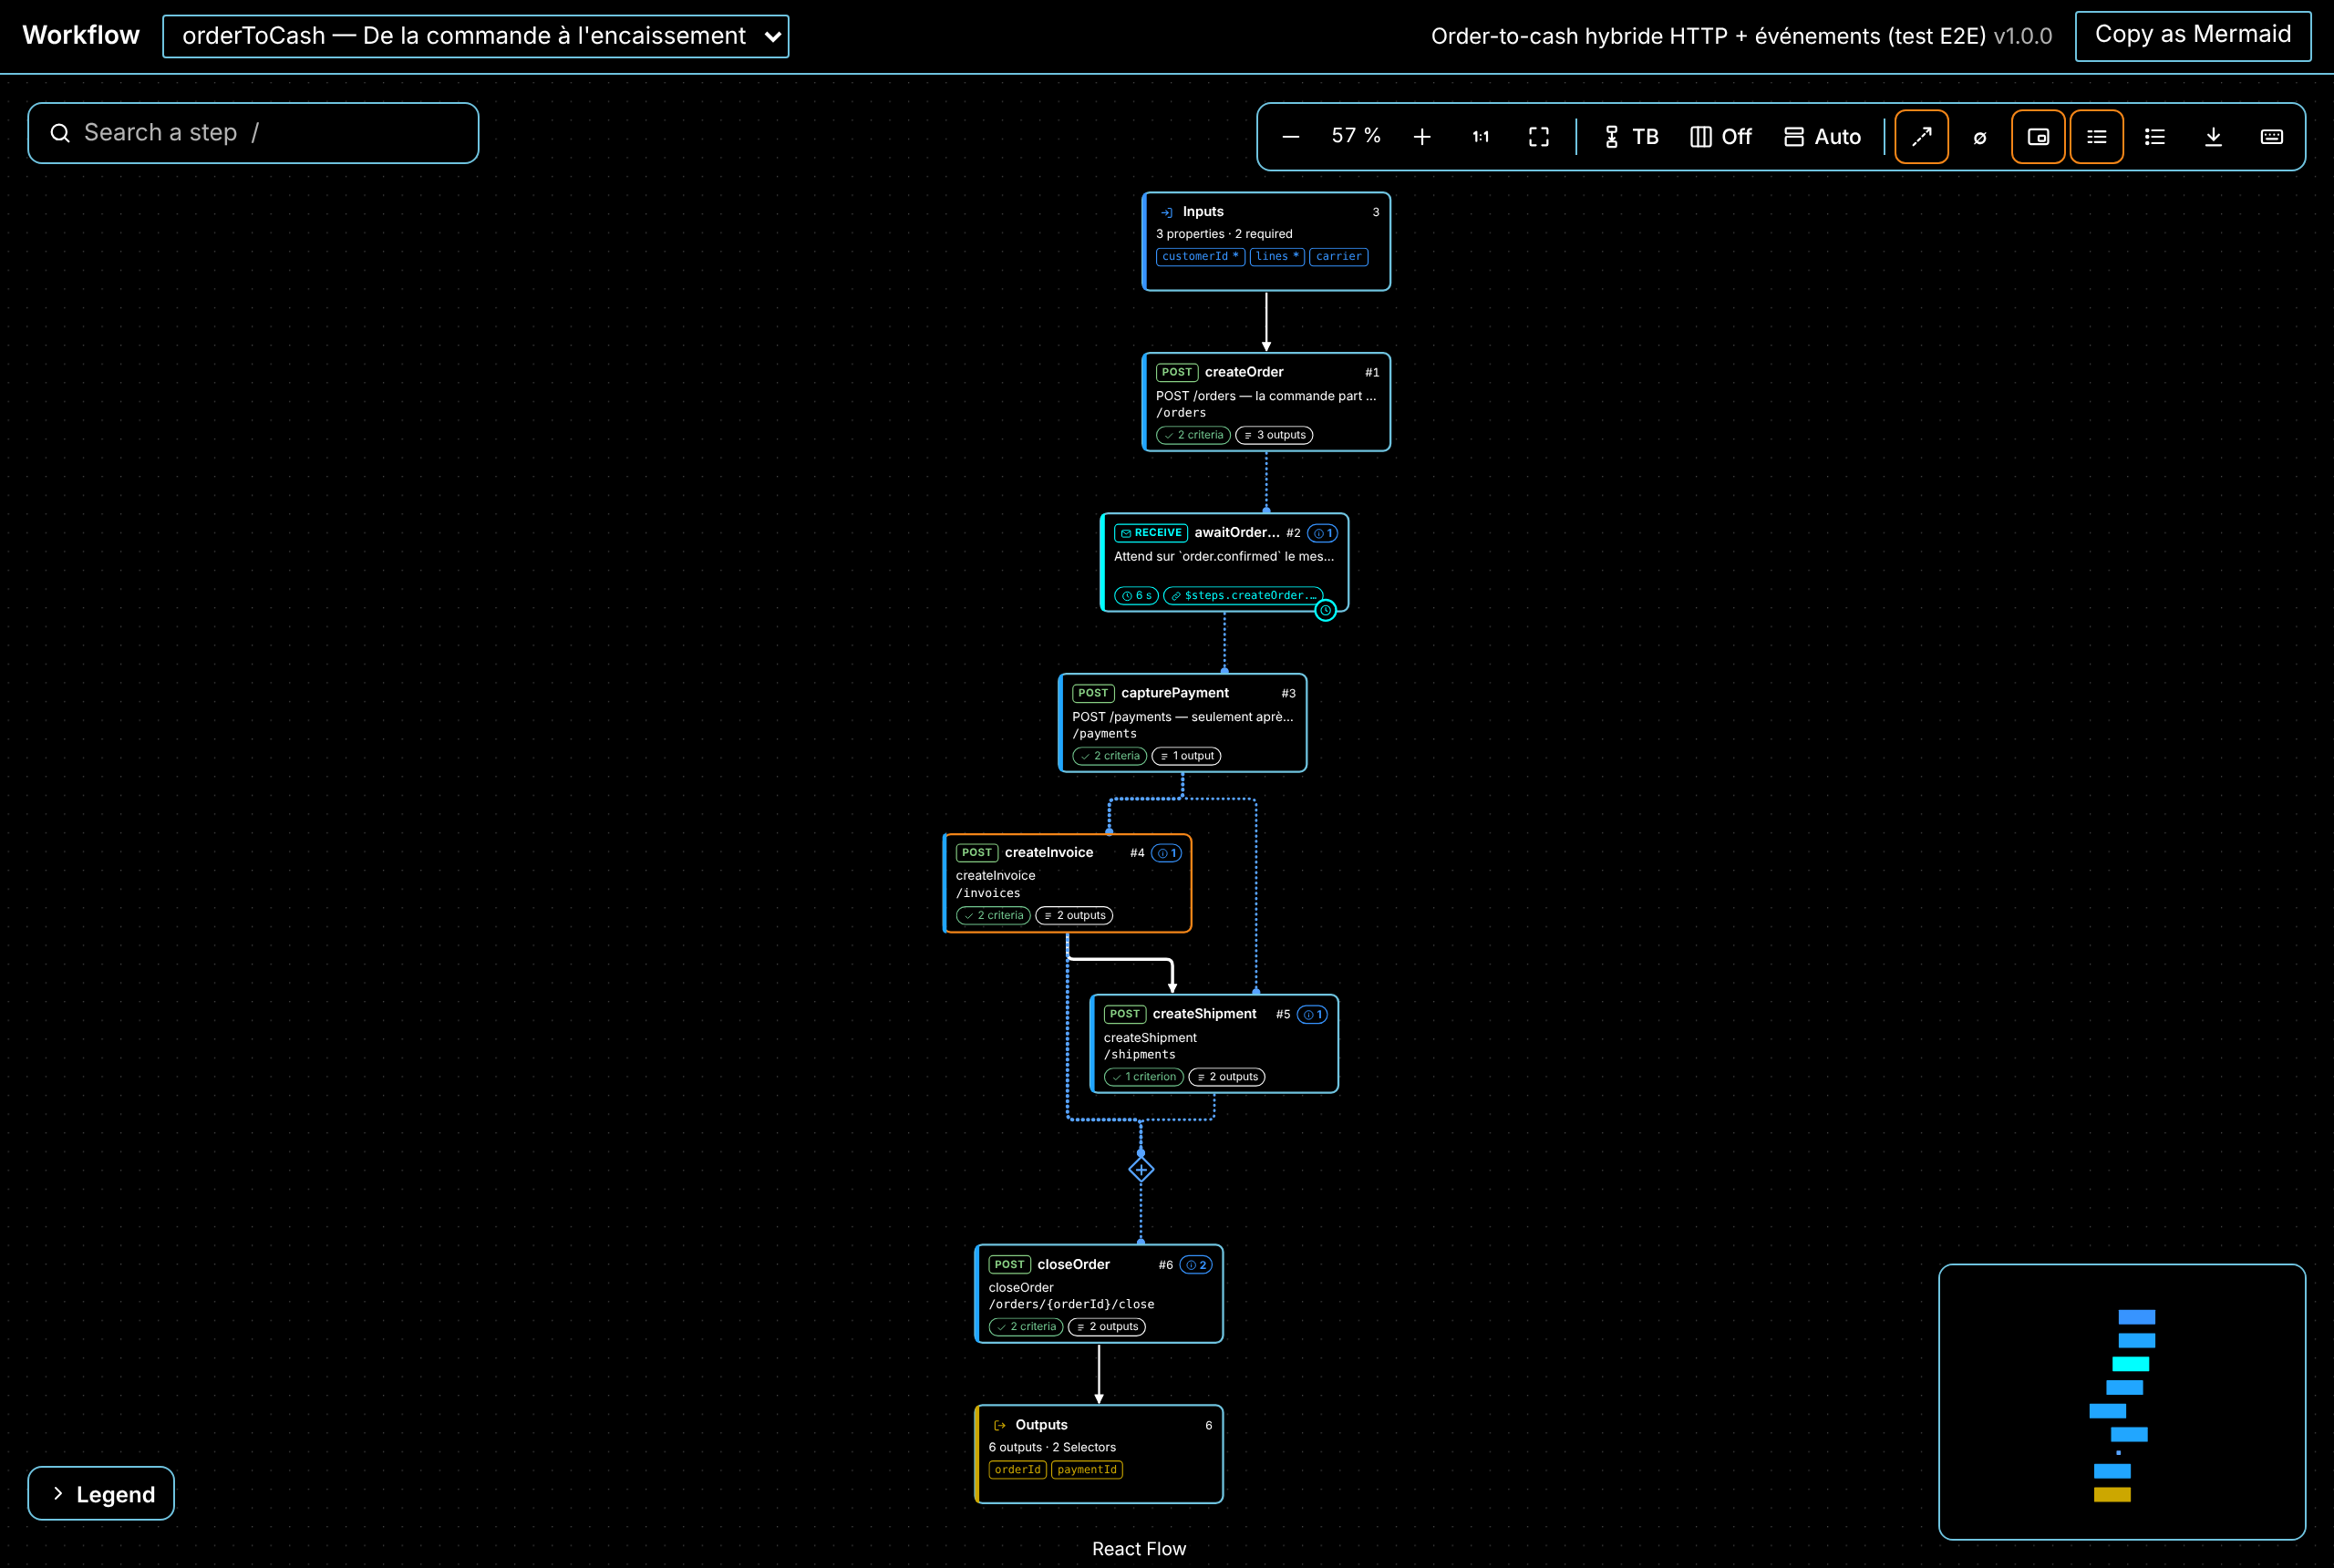 Workflow
orderToCash — De la commande à l'encaissement
Order-to-cash hybride HTTP + événements (test E2E) v1.0.0
Copy as Mermaid
Search a step /
57 %
1:1
TB
Off
Auto
Inputs 3
3 properties · 2 required
customerId * lines * carrier
POST createOrder #1
POST /orders — la commande part ...
/orders
2 criteria 3 outputs
RECEIVE awaitOrder... #2 1
Attend sur `order.confirmed` le mes...
6 s $steps.createOrder.…
POST capturePayment #3
POST /payments — seulement aprè...
/payments
2 criteria 1 output
POST createInvoice #4 1
createInvoice
/invoices
2 criteria 2 outputs
POST createShipment #5 1
createShipment
/shipments
1 criterion 2 outputs
POST closeOrder #6 2
closeOrder
/orders/{orderId}/close
2 criteria 2 outputs
Outputs 6
6 outputs · 2 Selectors
orderId paymentId
Legend
React Flow